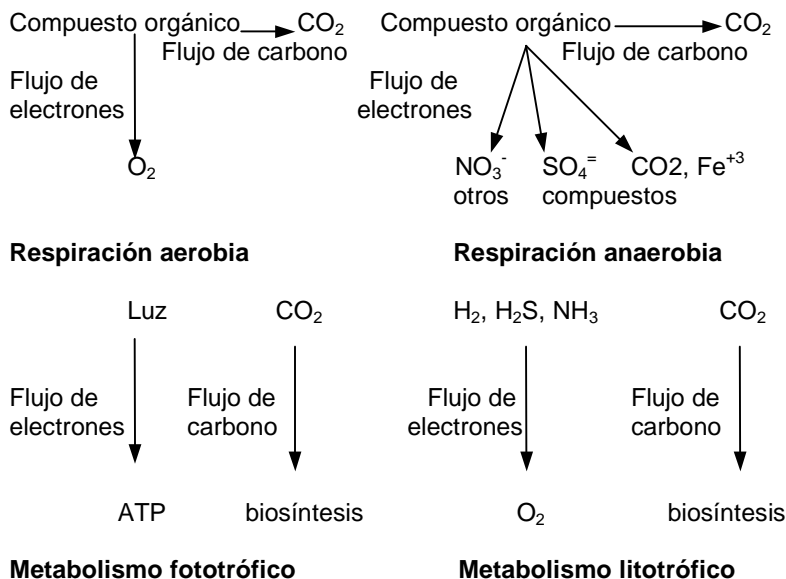 Compuesto orgánico CO₂ Compuesto orgánico CO₂
Flujo de carbono Flujo de carbono
Flujo de Flujo de
electrones electrones
O₂ NO₃⁻ SO₄⁼ CO2, Fe⁺³
otros compuestos
Respiración aerobia Respiración anaerobia
Luz CO₂ H₂, H₂S, NH₃ CO₂
Flujo de Flujo de Flujo de Flujo de
electrones carbono electrones carbono
ATP biosíntesis O₂ biosíntesis
Metabolismo fototrófico Metabolismo litotrófico